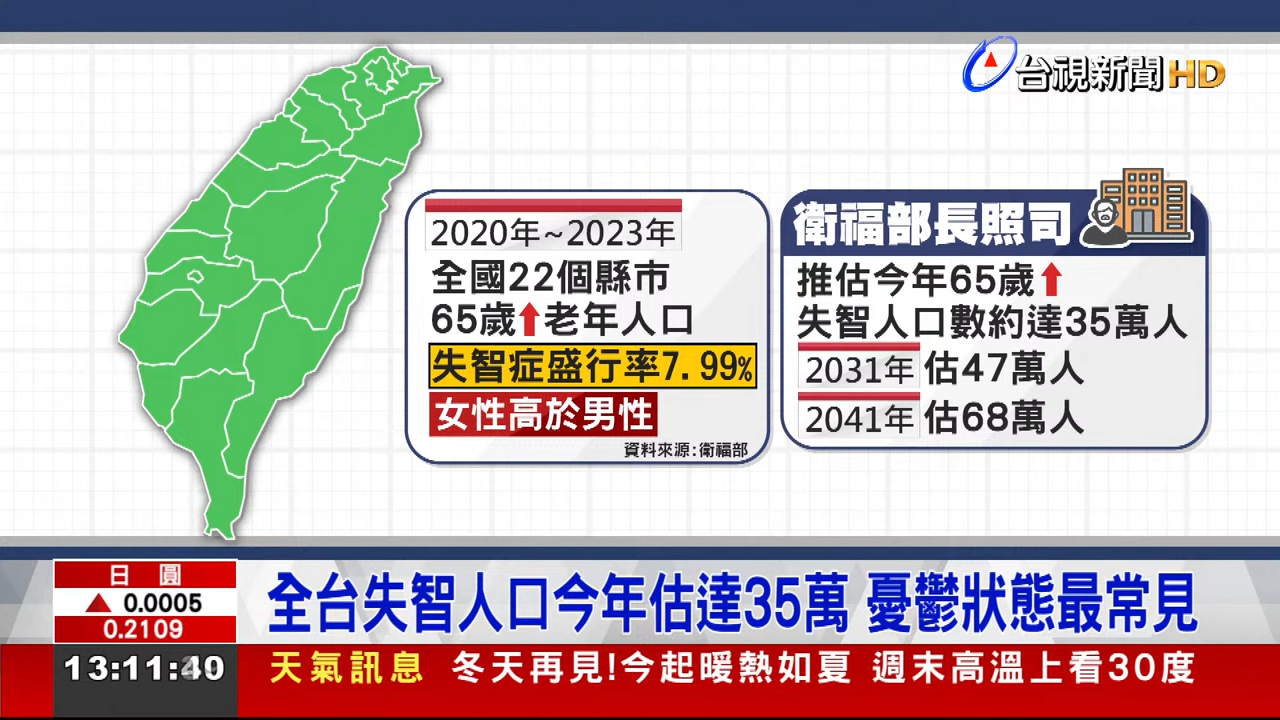 台視新聞HD
2020年~2023年
全國22個縣市
65歲↑老年人口
失智症盛行率7.99%
女性高於男性
資料來源:衛福部
衛福部長照司
推估今年65歲↑
失智人口數約達35萬人
2031年 估47萬人
2041年 估68萬人
日 圓
▲ 0.0005
0.2109
全台失智人口今年估達35萬 憂鬱狀態最常見
13:11:49
天氣訊息 冬天再見!今起暖熱如夏 週末高溫上看30度